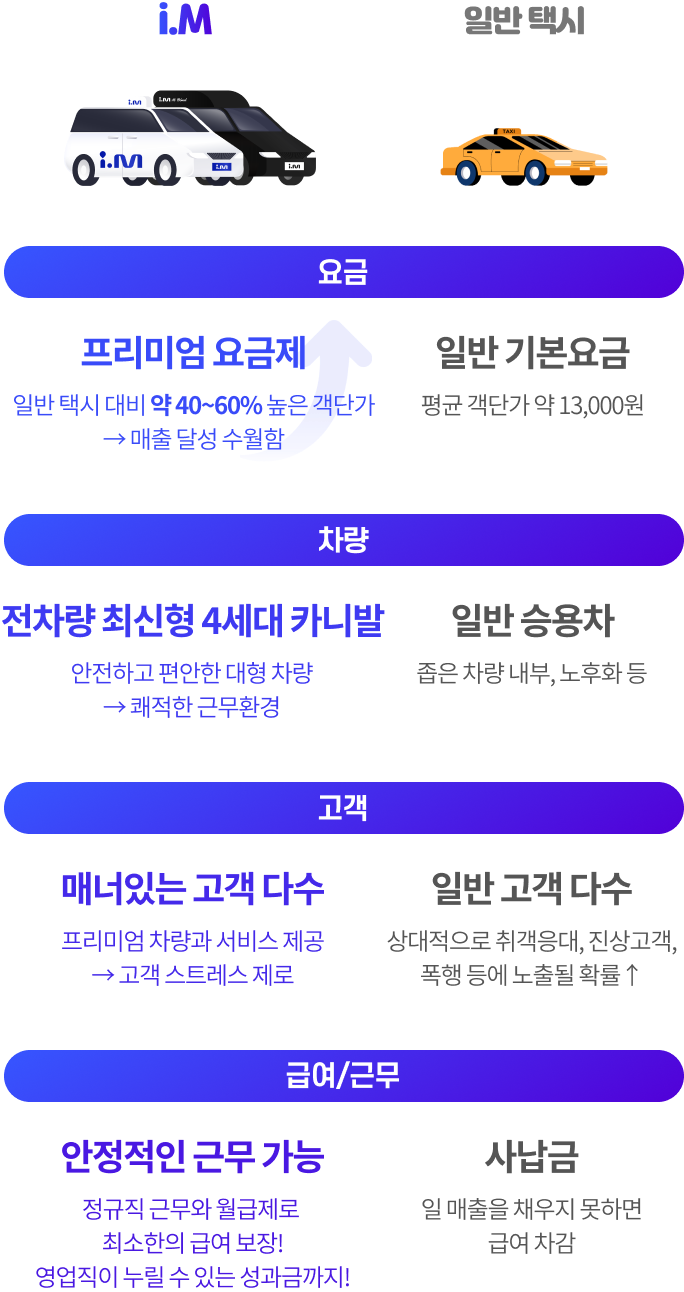 i.M
일반 택시
i.M
i.M
i.M
i.M
i.M
TAXI
요금
프리미엄 요금제
일반 택시 대비 약 40~60% 높은 객단가
→ 매출 달성 수월함
일반 기본요금
평균 객단가 약 13,000원
차량
전차량 최신형 4세대 카니발
안전하고 편안한 대형 차량
→ 쾌적한 근무환경
일반 승용차
좁은 차량 내부, 노후화 등
고객
매너있는 고객 다수
프리미엄 차량과 서비스 제공
→ 고객 스트레스 제로
일반 고객 다수
상대적으로 취객응대, 진상고객,
폭행 등에 노출될 확률 ↑
급여/근무
안정적인 근무 가능
정규직 근무와 월급제로
최소한의 급여 보장!
영업직이 누릴 수 있는 성과금까지!
사납금
일 매출을 채우지 못하면
급여 차감